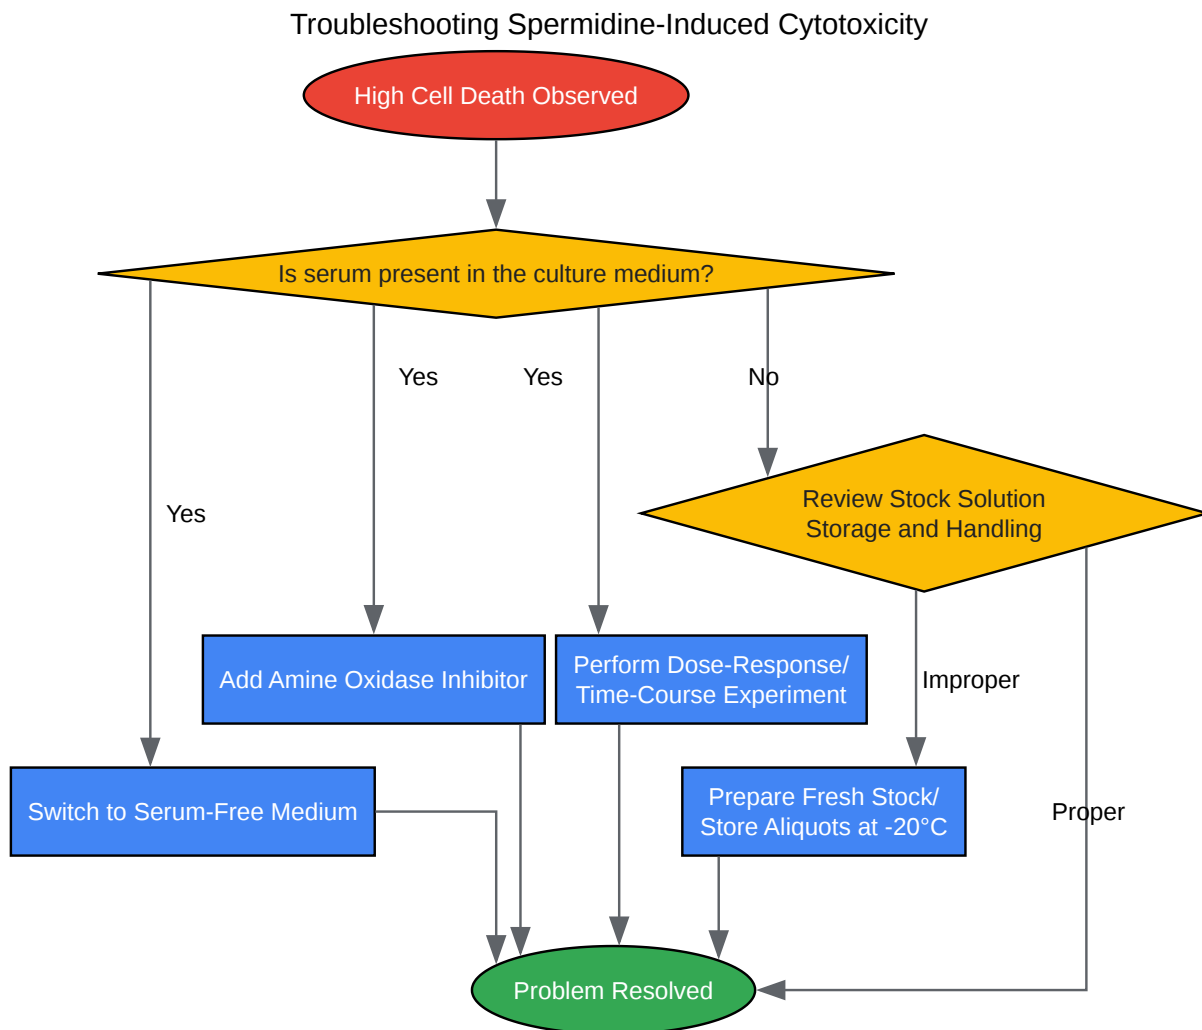 Troubleshooting Spermidine-Induced Cytotoxicity
High Cell Death Observed
Is serum present in the culture medium?
Yes
Yes
No
Yes
Review Stock Solution
Storage and Handling
Add Amine Oxidase Inhibitor
Perform Dose-Response/
Time-Course Experiment
Improper
Switch to Serum-Free Medium
Prepare Fresh Stock/
Store Aliquots at -20°C
Proper
Problem Resolved